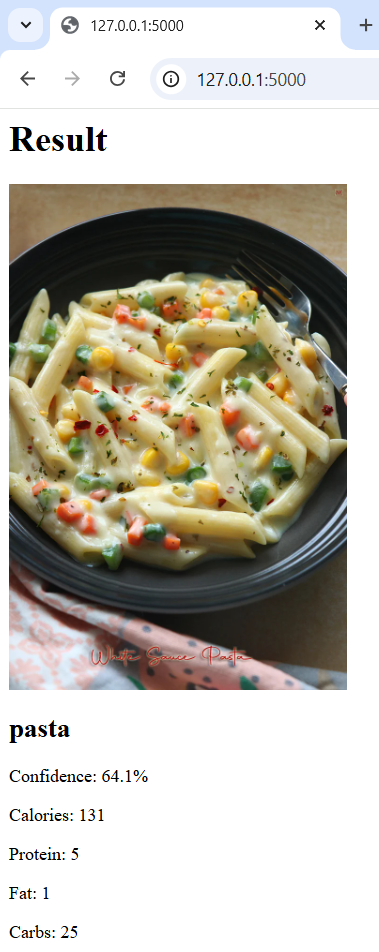 127.0.0.1:5000
127.0.0.1:5000
Result
White Sauce Pasta
pasta
Confidence: 64.1%
Calories: 131
Protein: 5
Fat: 1
Carbs: 25